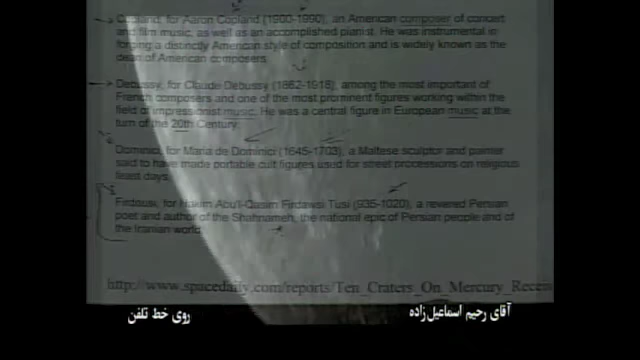 Copland, for Aaron Copland (1900-1990), an American composer of concert
and film music, as well as an accomplished pianist. He was instrumental in
forging a distinctly American style of composition and is widely known as the
dean of American composers.
Debussy, for Claude Debussy (1862-1918), among the most important of
French composers and one of the most prominent figures working within the
field of impressionist music. He was a central figure in European music at the
turn of the 20th Century.
Dominici, for Maria de Dominici (1645-1703), a Maltese sculptor and painter
said to have made portable cult figures used for street processions on religious
feast days.
Firdousi, for Hakim Abu'l-Qasim Firdawsi Tusi (935-1020), a revered Persian
poet and author of the Shahnameh, the national epic of Persian people and of
the Iranian world.
http://www.spacedaily.com/reports/Ten_Craters_On_Mercury_Recei
آقای رحیم اسماعیل‌زاده
روی خط تلفن